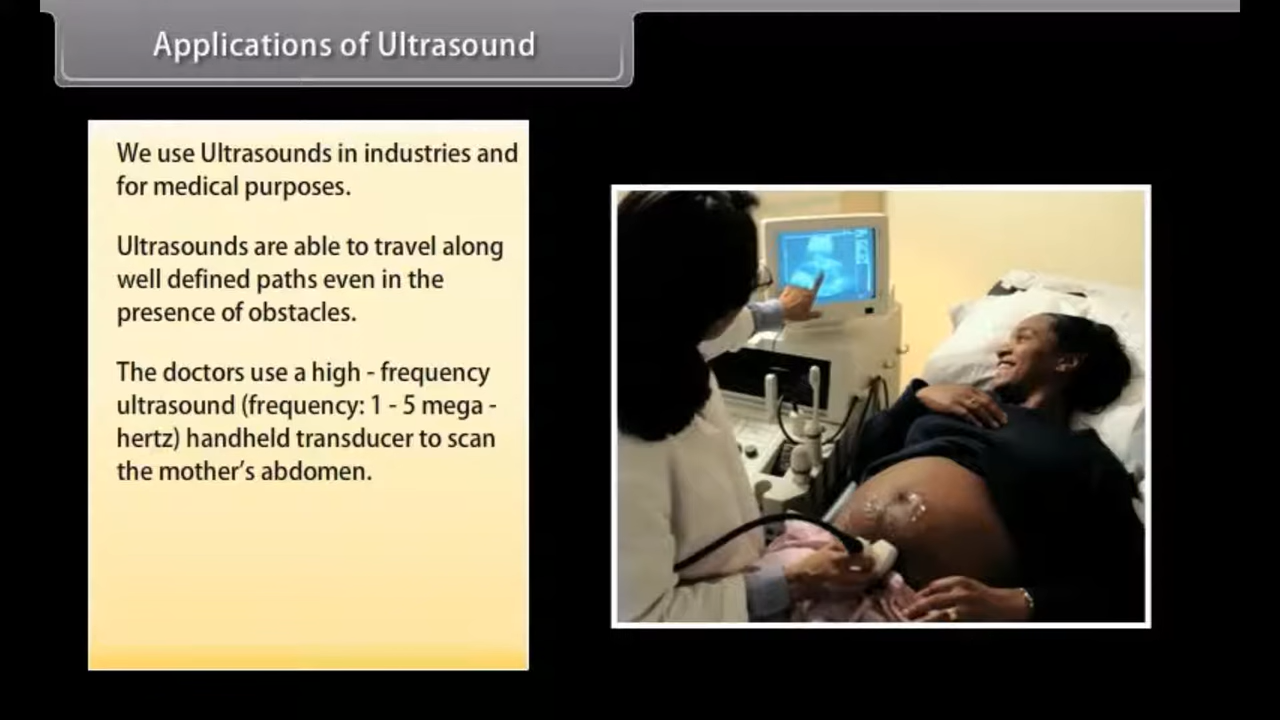 Applications of Ultrasound
We use Ultrasounds in industries and
for medical purposes.
Ultrasounds are able to travel along
well defined paths even in the
presence of obstacles.
The doctors use a high - frequency
ultrasound (frequency: 1 - 5 mega -
hertz) handheld transducer to scan
the mother’s abdomen.